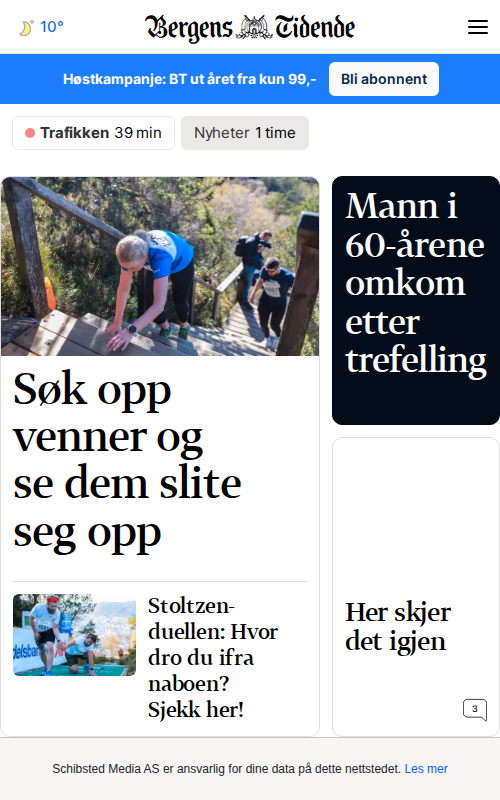 10°
Bergens Tidende
Høstkampanje: BT ut året fra kun 99,-
Bli abonnent
Trafikken 39 min
Nyheter 1 time
Søk opp
venner og
se dem slite
seg opp
Stoltzen-
duellen: Hvor
dro du ifra
naboen?
Sjekk her!
Mann i
60-årene
omkom
etter
trefelling
Her skjer
det igjen
3
Schibsted Media AS er ansvarlig for dine data på dette nettstedet. Les mer